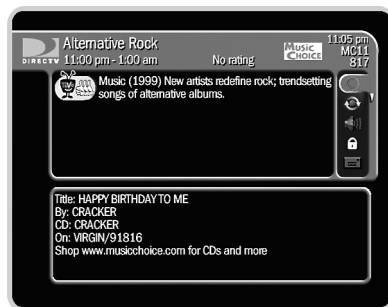 Alternative Rock
11:00 pm - 1:00 am
No rating
MUSIC CHOICE
11:05 pm
MC11
817
DIRECTV
Music (1999) New artists redefine rock; trendsetting
songs of alternative albums.
Title: HAPPY BIRTHDAY TO ME
By: CRACKER
CD: CRACKER
On: VIRGIN/91816
Shop www.musicchoice.com for CDs and more